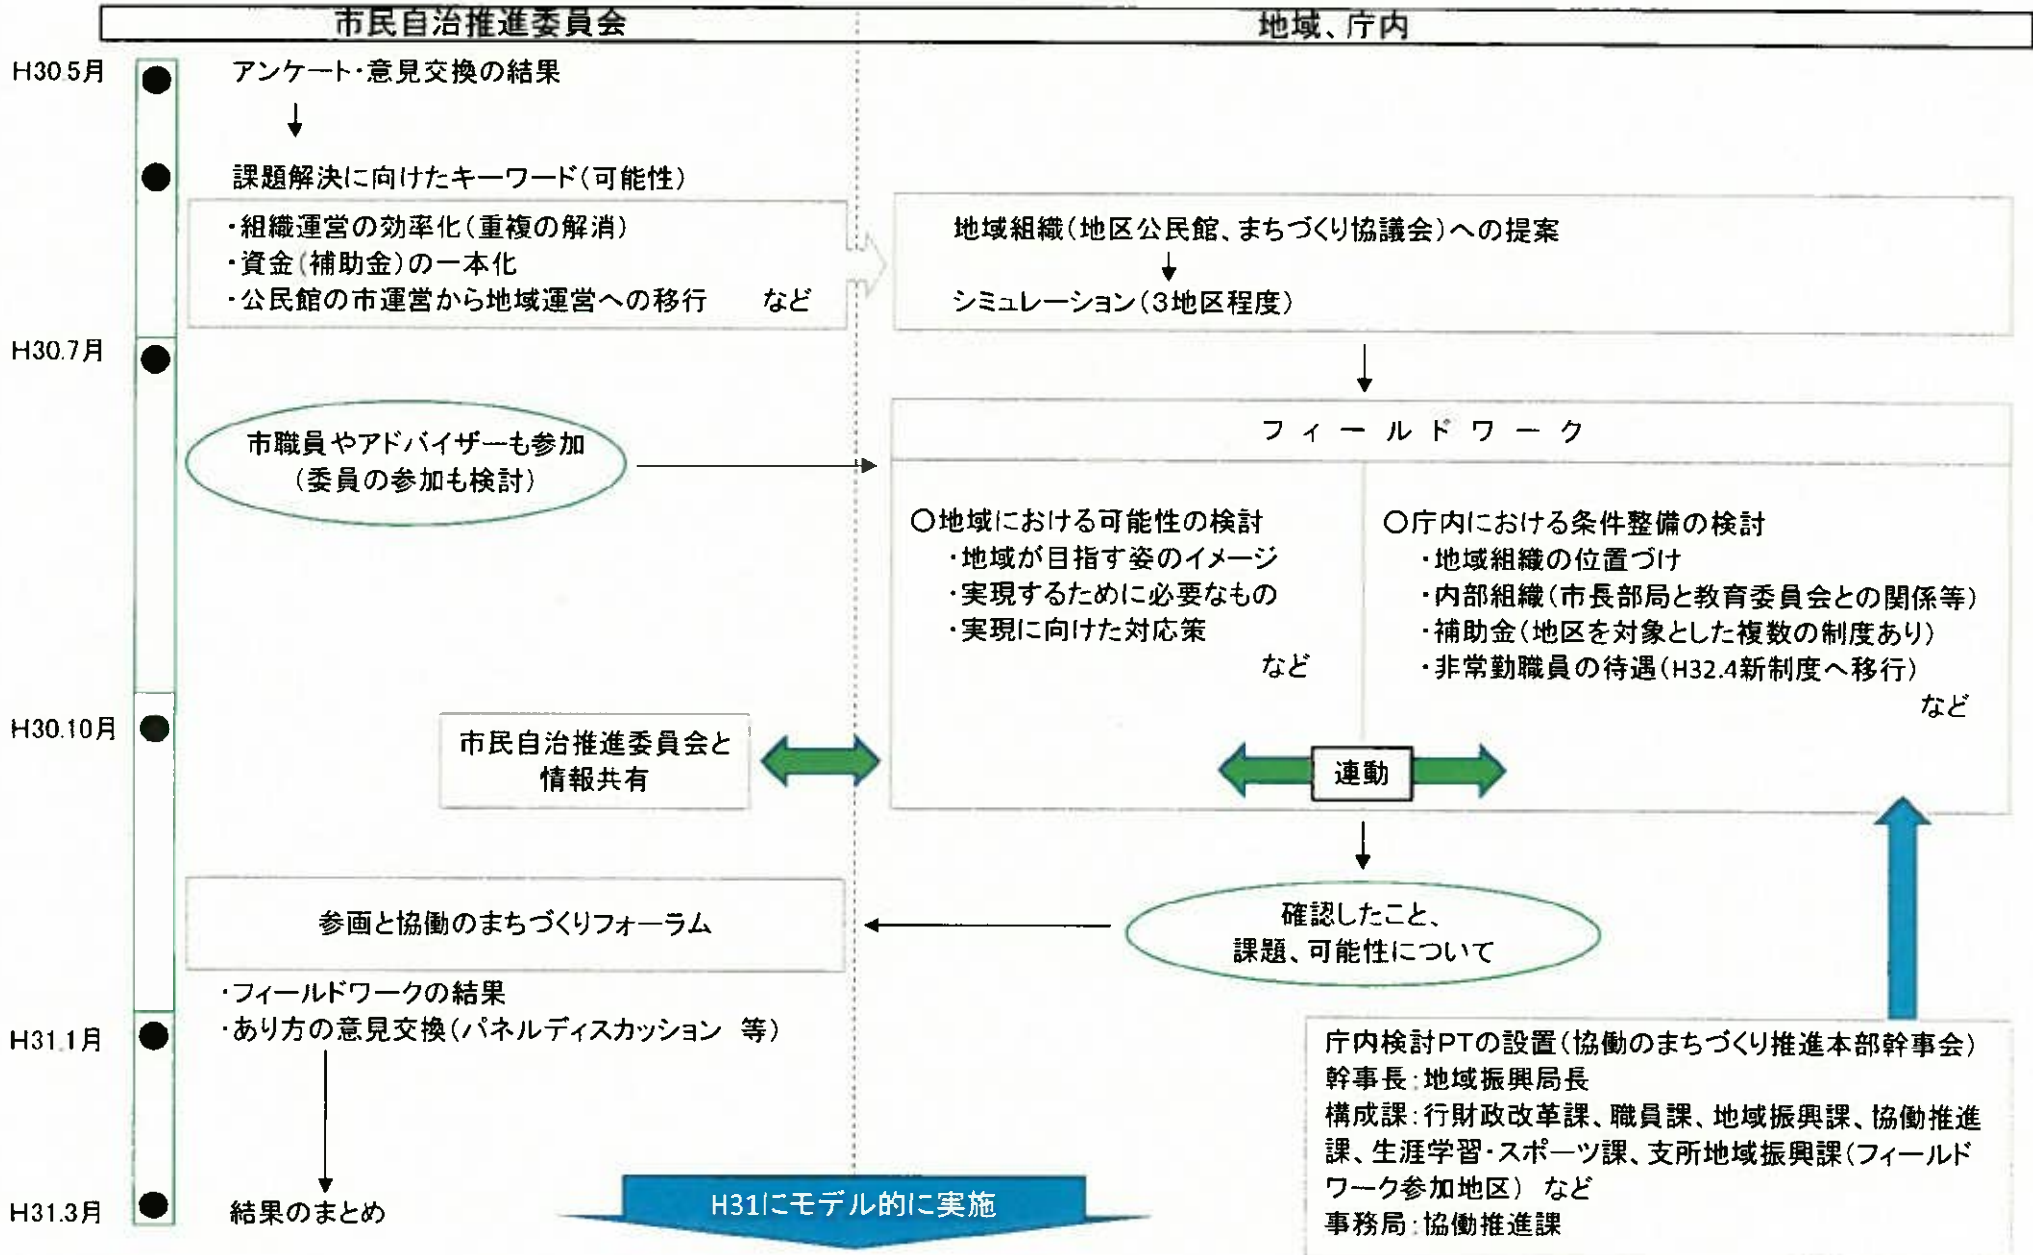 市民自治推進委員会
地域、庁内
H30.5月
アンケート・意見交換の結果
課題解決に向けたキーワード(可能性)
・組織運営の効率化(重複の解消)
・資金(補助金)の一本化
・公民館の市運営から地域運営への移行 など
地域組織(地区公民館、まちづくり協議会)への提案
シミュレーション(3地区程度)
H30.7月
市職員やアドバイザーも参加
(委員の参加も検討)
フィールドワーク
〇地域における可能性の検討
・地域が目指す姿のイメージ
・実現するために必要なもの
・実現に向けた対応策
など
〇庁内における条件整備の検討
・地域組織の位置づけ
・内部組織(市長部局と教育委員会との関係等)
・補助金(地区を対象とした複数の制度あり)
・非常勤職員の待遇(H32.4新制度へ移行)
など
H30.10月
市民自治推進委員会と
情報共有
連動
参画と協働のまちづくりフォーラム
確認したこと、
課題、可能性について
・フィールドワークの結果
・あり方の意見交換(パネルディスカッション 等)
H31.1月
庁内検討PTの設置(協働のまちづくり推進本部幹事会)
幹事長:地域振興局長
構成課:行財政改革課、職員課、地域振興課、協働推進
課、生涯学習・スポーツ課、支所地域振興課(フィールド
ワーク参加地区) など
事務局:協働推進課
H31.3月
結果のまとめ
H31にモデル的に実施